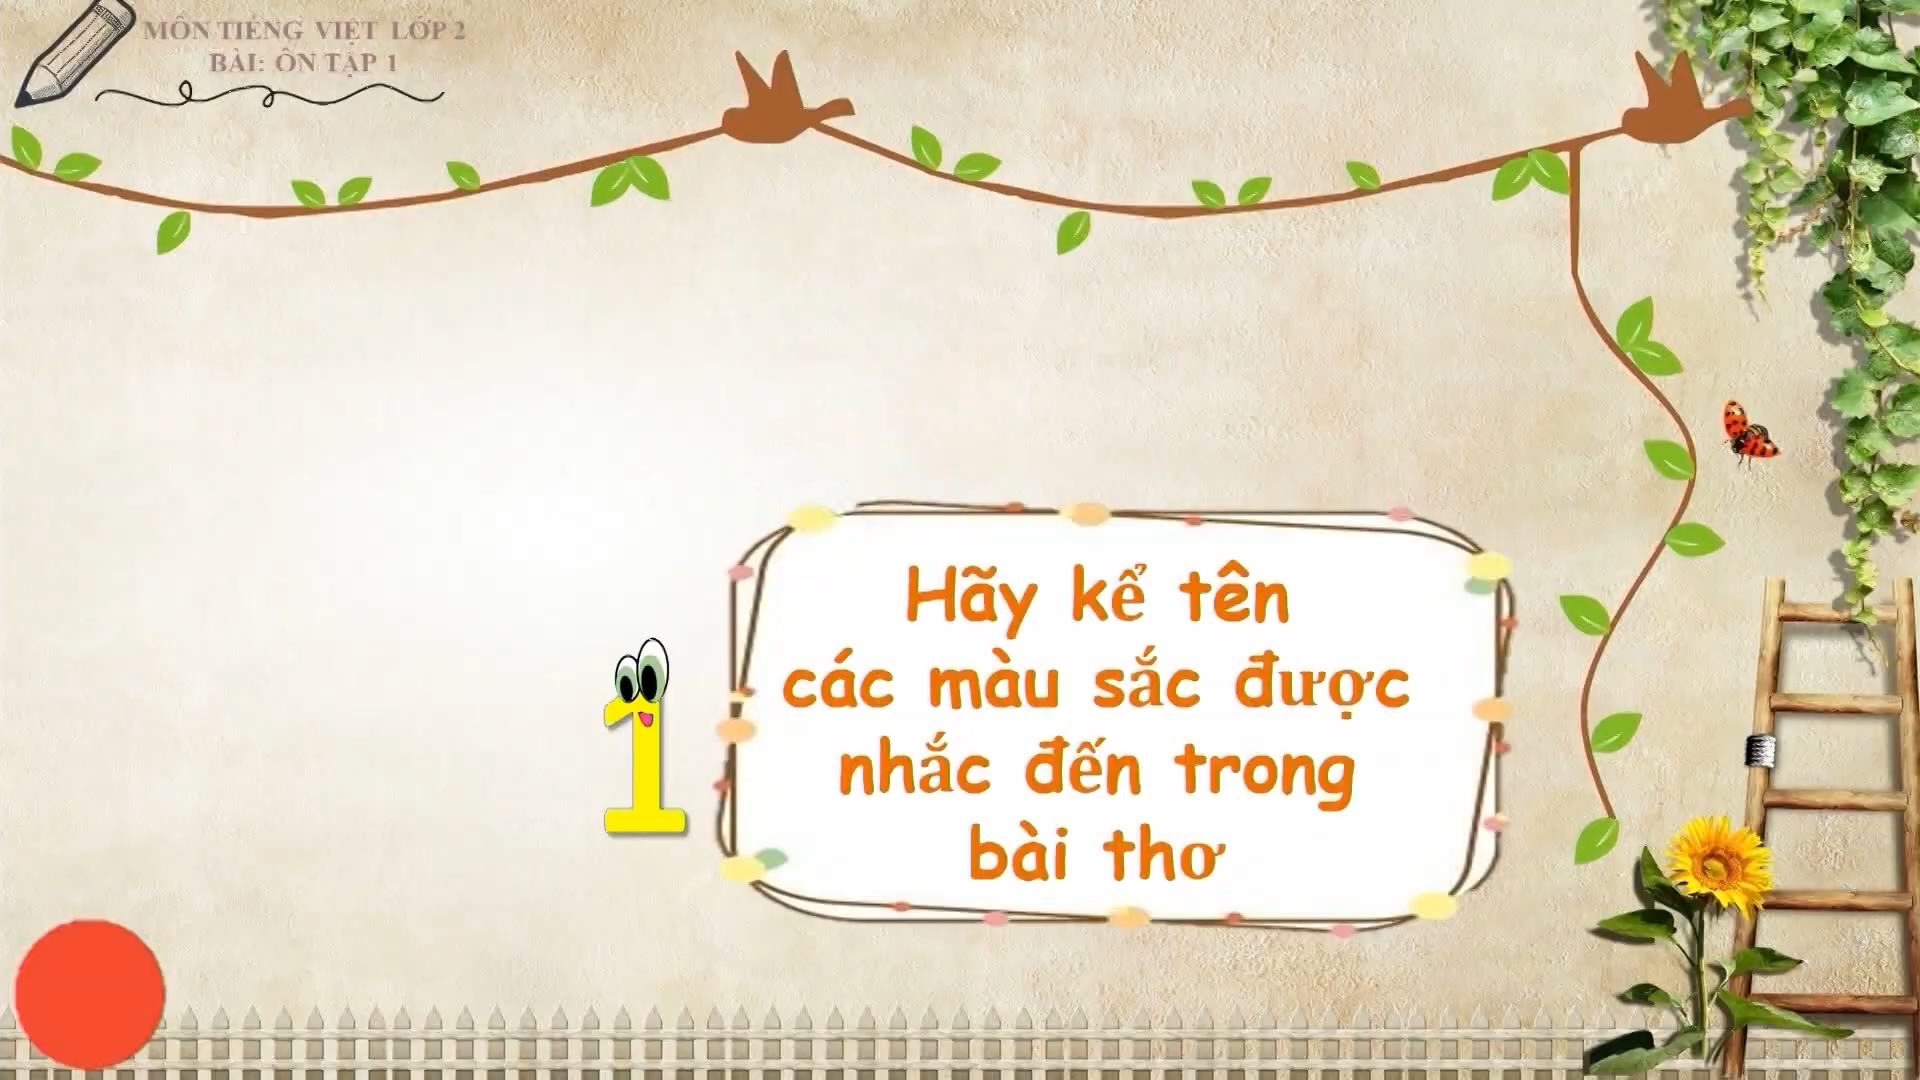 MÔN TIẾNG VIỆT LỚP 2
BÀI: ÔN TẬP 1
Hãy kể tên
các màu sắc được
nhắc đến trong
bài thơ
1